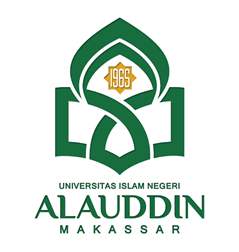 1965
UNIVERSITAS ISLAM NEGERI
ALAUDDIN
MAKASSAR